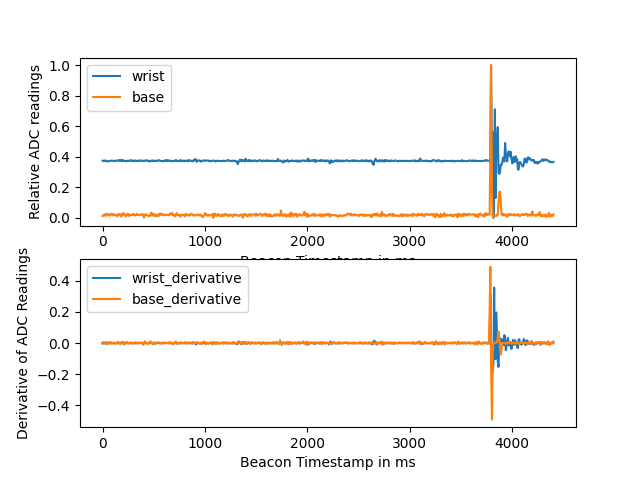 1.0
0.8
0.6
0.4
0.2
0.0
Relative ADC readings
wrist
base
0 1000 2000 3000 4000
Beacon Timestamp in ms
0.4
0.2
0.0
−0.2
−0.4
Derivative of ADC Readings
wrist_derivative
base_derivative
0 1000 2000 3000 4000
Beacon Timestamp in ms